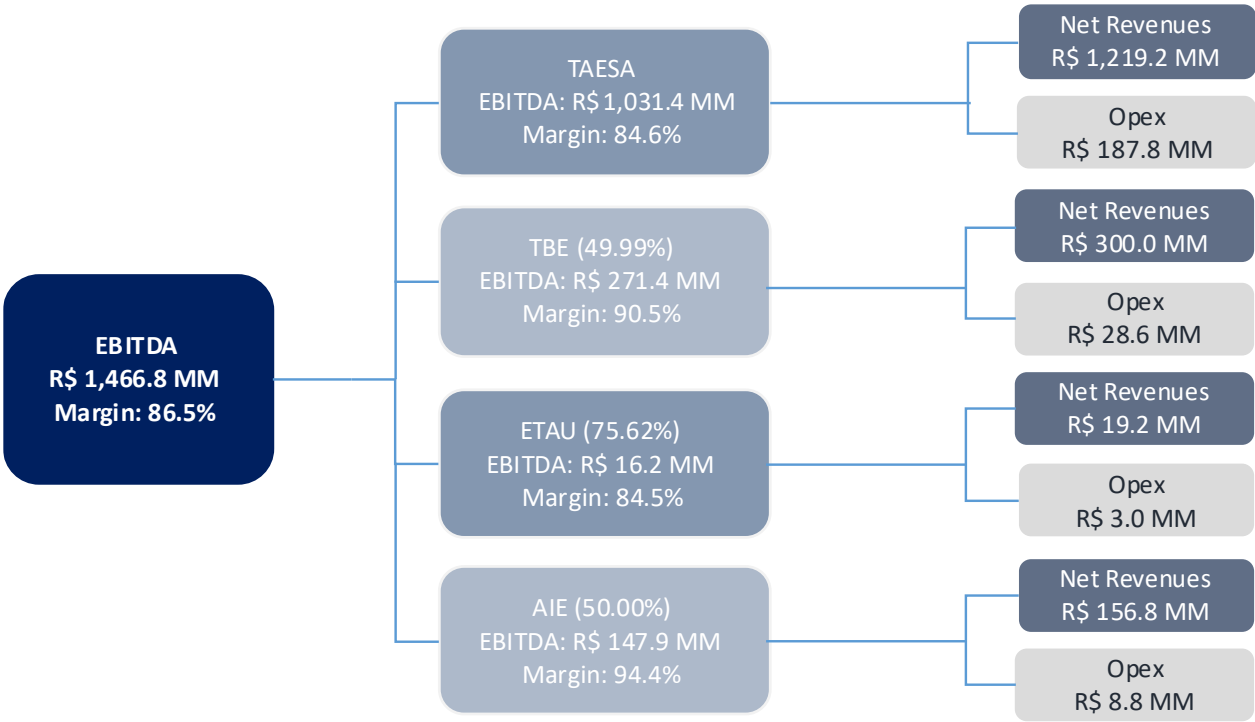 EBITDA
R$ 1,466.8 MM
Margin: 86.5%
TAESA
EBITDA: R$ 1,031.4 MM
Margin: 84.6%
Net Revenues
R$ 1,219.2 MM
Opex
R$ 187.8 MM
TBE (49.99%)
EBITDA: R$ 271.4 MM
Margin: 90.5%
Net Revenues
R$ 300.0 MM
Opex
R$ 28.6 MM
ETAU (75.62%)
EBITDA: R$ 16.2 MM
Margin: 84.5%
Net Revenues
R$ 19.2 MM
Opex
R$ 3.0 MM
AIE (50.00%)
EBITDA: R$ 147.9 MM
Margin: 94.4%
Net Revenues
R$ 156.8 MM
Opex
R$ 8.8 MM